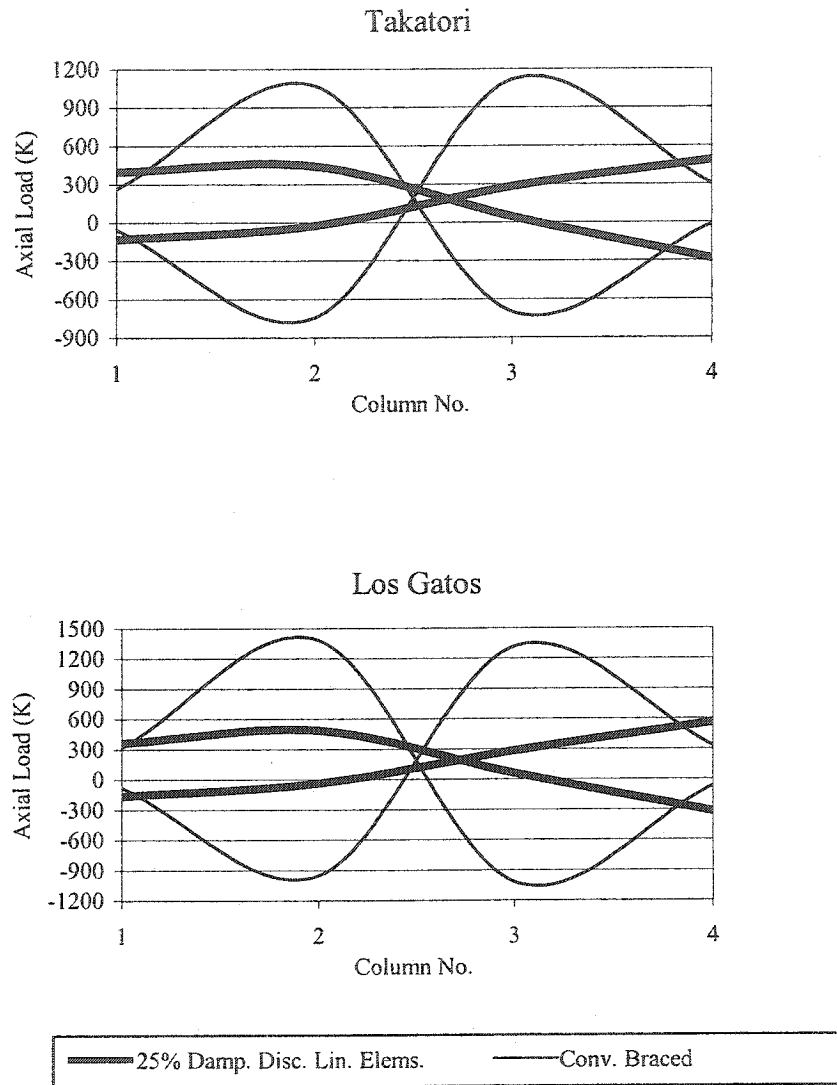 Takatori
1200
900
600
300
0
-300
-600
-900
Axial Load (K)
1 2 3 4
Column No.
Los Gatos
1500
1200
900
600
300
0
-300
-600
-900
-1200
Axial Load (K)
1 2 3 4
Column No.
25% Damp. Disc. Lin. Elems. Conv. Braced